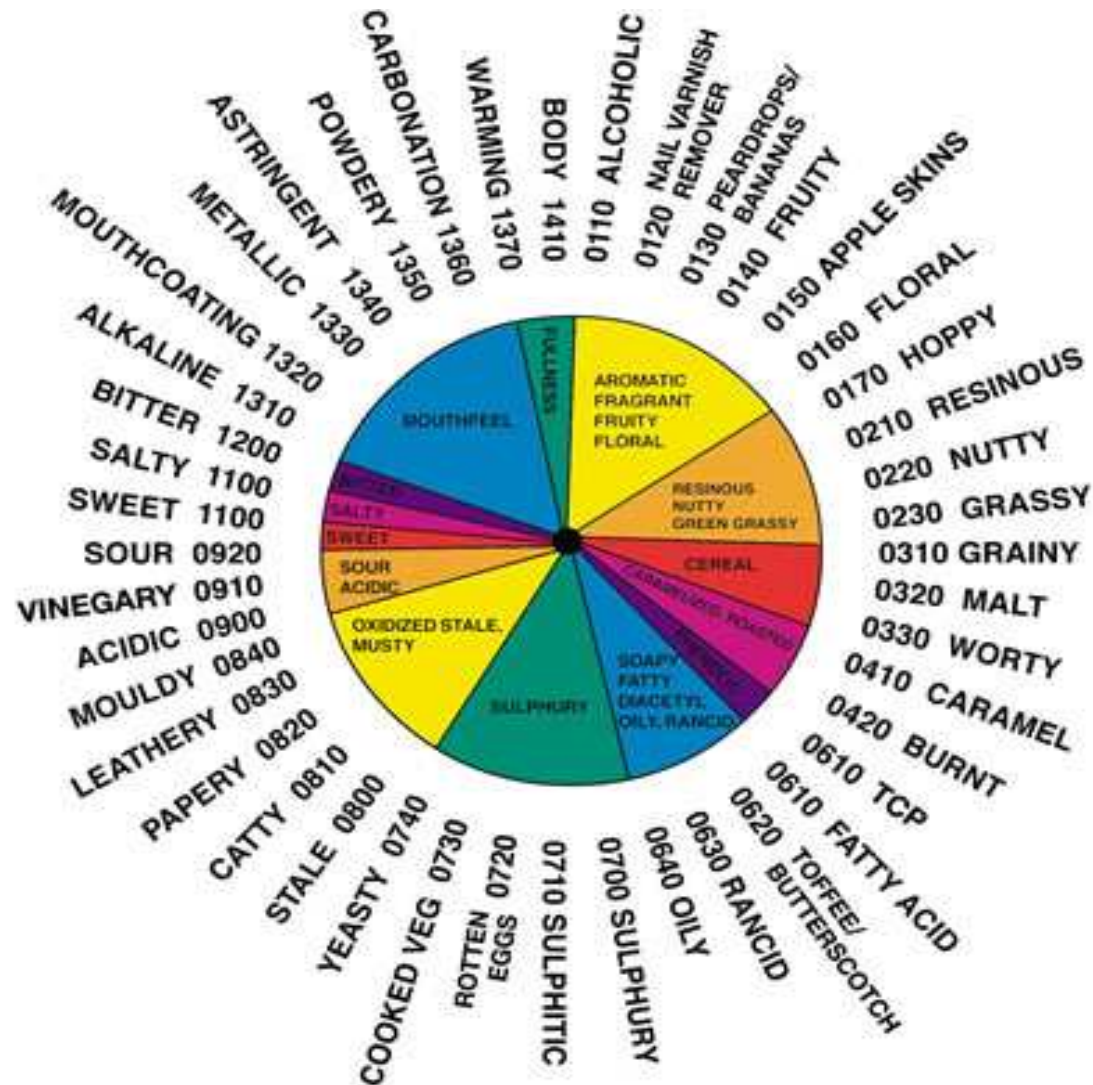 BODY 1410
0110 ALCOHOLIC
0120 NAIL VARNISH
REMOVER
0130 PEARDROPS/
BANANAS
0140 FRUITY
0150 APPLE SKINS
0160 FLORAL
0170 HOPPY
0210 RESINOUS
0220 NUTTY
0230 GRASSY
0310 GRAINY
0320 MALT
0330 WORTY
0410 CARAMEL
0420 BURNT
0610 TCP
0610 FATTY ACID
0620 TOFFEE/
BUTTERSCOTCH
0630 RANCID
0640 OILY
0700 SULPHURY
0710 SULPHITIC
ROTTEN
EGGS 0720
COOKED VEG 0730
YEASTY 0740
STALE 0800
CATTY 0810
PAPERY 0820
LEATHERY 0830
MOULDY 0840
ACIDIC 0900
VINEGARY 0910
SOUR 0920
SWEET 1100
SALTY 1100
BITTER 1200
ALKALINE 1310
MOUTHCOATING 1320
METALLIC 1330
ASTRINGENT 1340
POWDERY 1350
CARBONATION 1360
WARMING 1370
FULLNESS
AROMATIC
FRAGRANT
FRUITY
FLORAL
RESINOUS
NUTTY
GREEN GRASSY
CEREAL
CARAMELIZED, ROASTED
SOAPY
FATTY
DIACETYL
OILY, RANCID
SULPHURY
OXIDIZED STALE,
MUSTY
SOUR
ACIDIC
SWEET
SALTY
BITTER
MOUTHFEEL